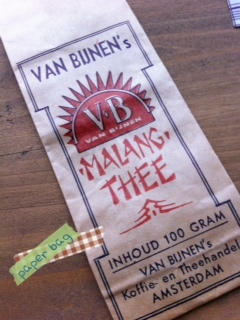 VAN BIJNEN's
V·B
VAN BIJNEN
MALANG
THEE
INHOUD 100 GRAM
VAN BIJNEN's
Koffie- en Theehandel
AMSTERDAM
paper bag